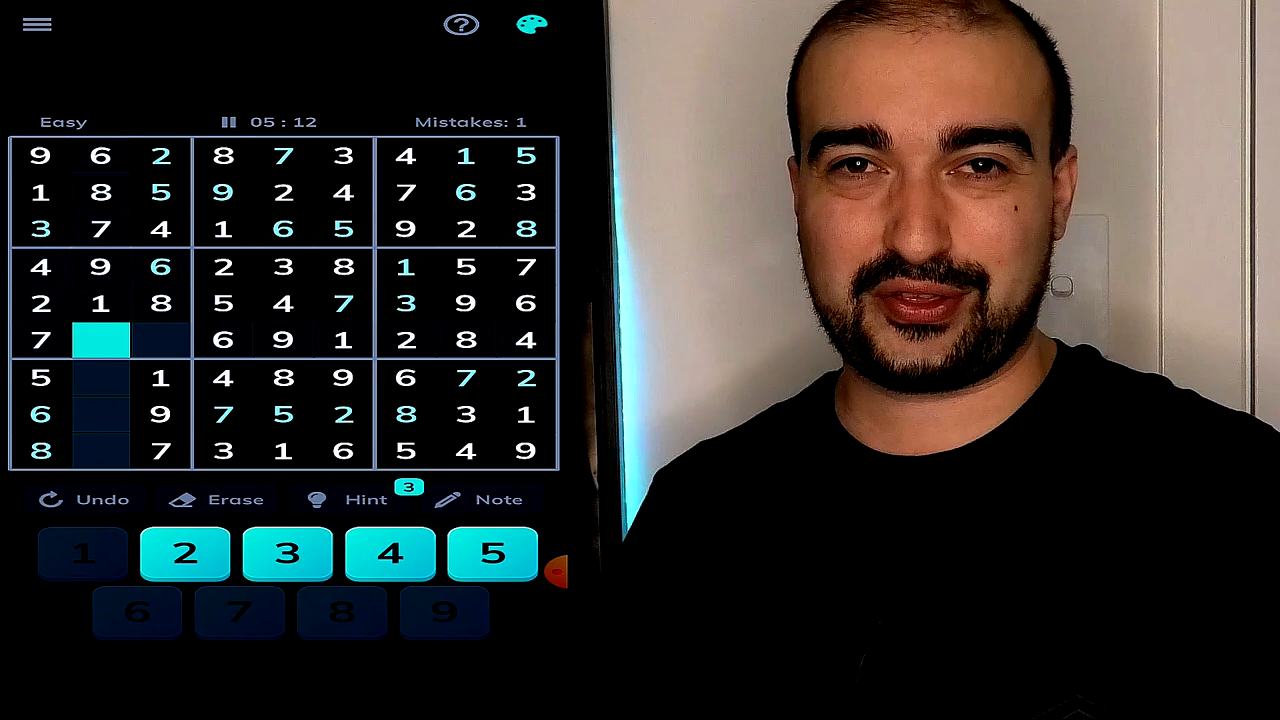 Easy 05 : 12 Mistakes: 1
9 6 2 8 7 3 4 1 5
1 8 5 9 2 4 7 6 3
3 7 4 1 6 5 9 2 8
4 9 6 2 3 8 1 5 7
2 1 8 5 4 7 3 9 6
7 6 9 1 2 8 4
5 1 4 8 9 6 7 2
6 9 7 5 2 8 3 1
8 7 3 1 6 5 4 9
3
Undo Erase Hint Note
1 2 3 4 5
6 7 8 9